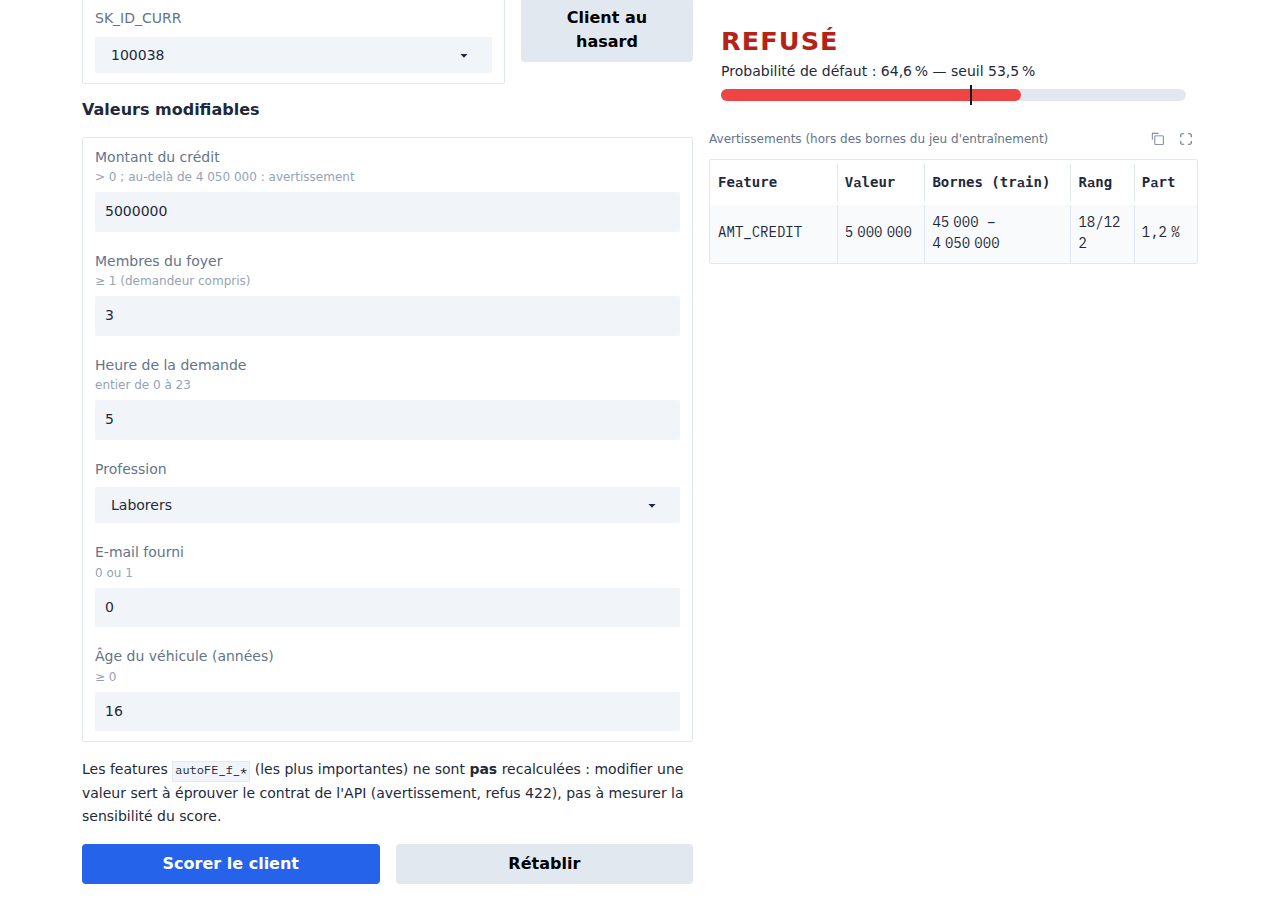 SK_ID_CURR
100038
Client au
hasard
Valeurs modifiables
Montant du crédit
> 0 ; au-delà de 4 050 000 : avertissement
5000000
Membres du foyer
≥ 1 (demandeur compris)
3
Heure de la demande
entier de 0 à 23
5
Profession
Laborers
E-mail fourni
0 ou 1
0
Âge du véhicule (années)
≥ 0
16
Les features autoFE_f_* (les plus importantes) ne sont pas recalculées : modifier une
valeur sert à éprouver le contrat de l'API (avertissement, refus 422), pas à mesurer la
sensibilité du score.
Scorer le client
Rétablir
REFUSÉ
Probabilité de défaut : 64,6 % — seuil 53,5 %
Avertissements (hors des bornes du jeu d'entraînement)
Feature Valeur Bornes (train) Rang Part
AMT_CREDIT 5 000 000 45 000 – 18/12 1,2 %
4 050 000 2